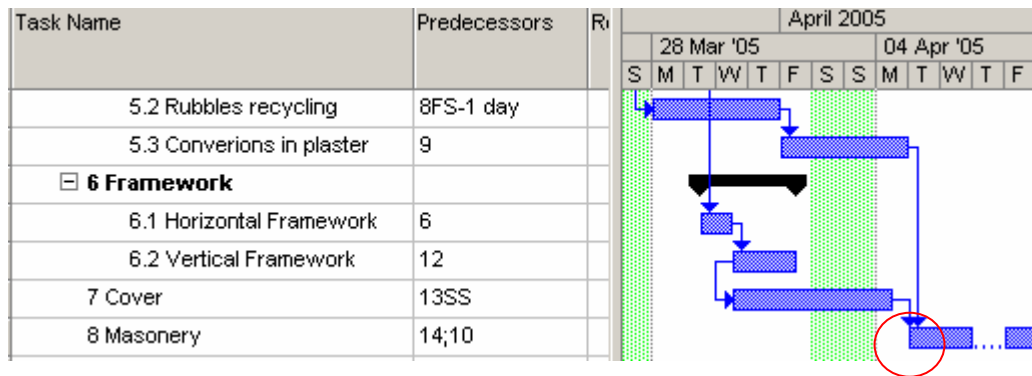 Task Name Predecessors April 2005
28 Mar '05 04 Apr '05
S M T W T F S S M T W T F
5.2 Rubbles recycling 8FS-1 day
5.3 Converions in plaster 9
6 Framework
6.1 Horizontal Framework 6
6.2 Vertical Framework 12
7 Cover 13SS
8 Masonery 14;10